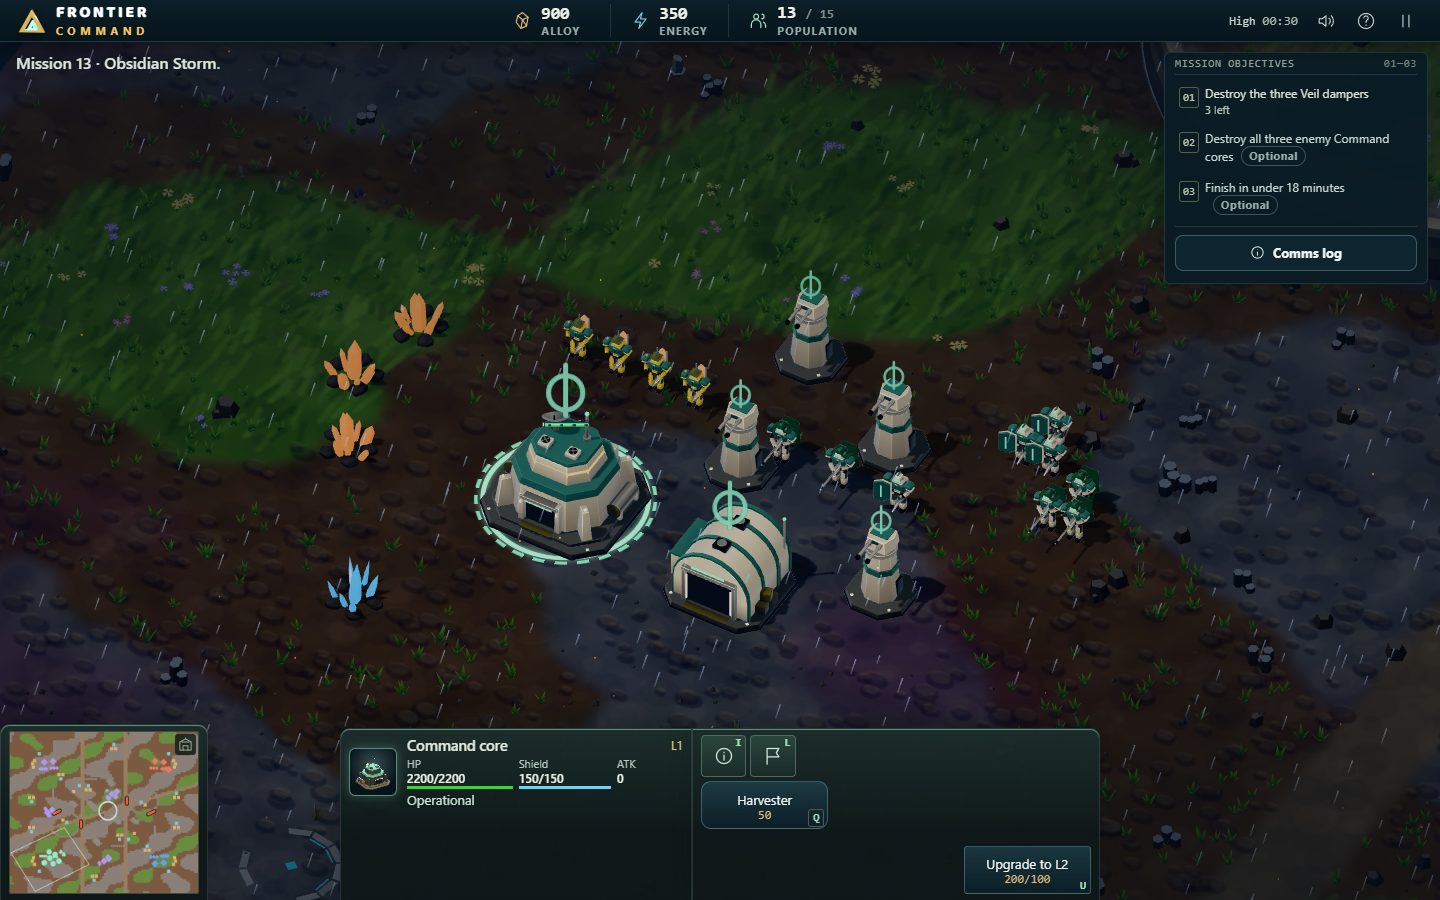 FRONTIER
COMMAND
900
ALLOY
350
ENERGY
13 / 15
POPULATION
High 00:30
Mission 13 · Obsidian Storm.
MISSION OBJECTIVES 01—03
01 Destroy the three Veil dampers
3 left
02 Destroy all three enemy Command
cores Optional
03 Finish in under 18 minutes
Optional
Comms log
Command core L1
HP Shield ATK
2200/2200 150/150 0
Operational
I L
Harvester
50 Q
Upgrade to L2
200/100 U